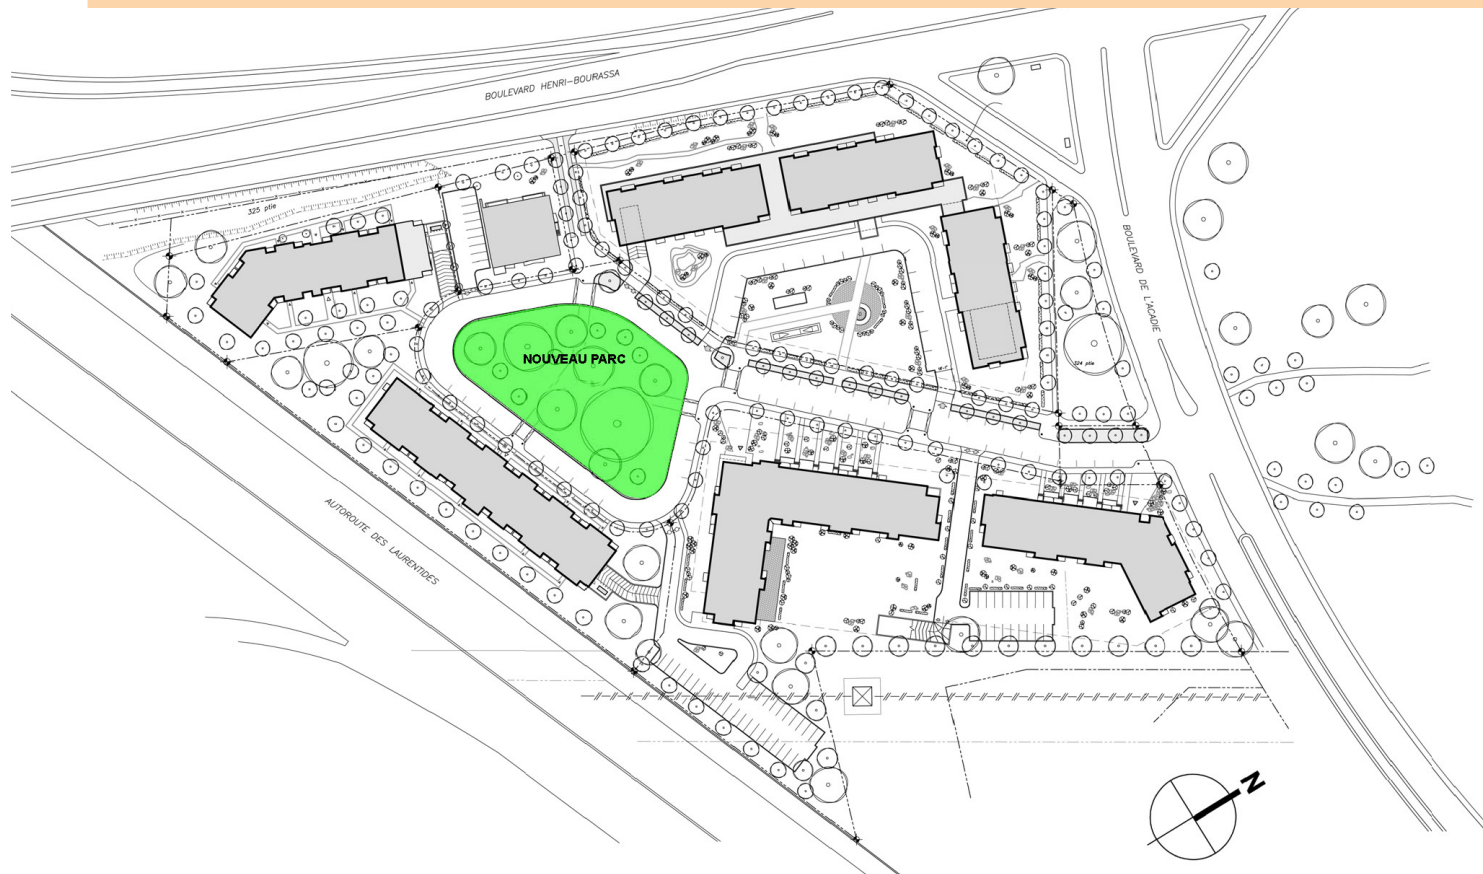 BOULEVARD HENRI-BOURASSA
325 ptie
BOULEVARD DE L'ACADIE
NOUVEAU PARC
324 ptie
AUTOROUTE DES LAURENTIDES
N